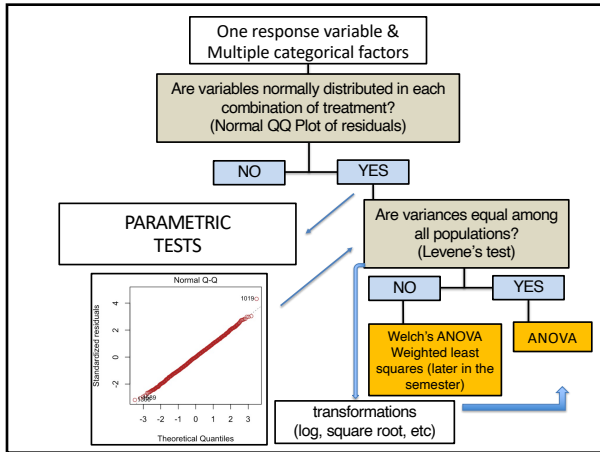 One response variable &
Multiple categorical factors
Are variables normally distributed in each
combination of treatment?
(Normal QQ Plot of residuals)
NO
YES
PARAMETRIC
TESTS
Are variances equal among
all populations?
(Levene's test)
NO
YES
Welch's ANOVA
Weighted least
squares (later in the
semester)
ANOVA
transformations
(log, square root, etc)
Normal Q-Q
Standardized residuals
4
2
0
-2
1019
-3
-2
-1
0
1
2
3
Theoretical Quantiles